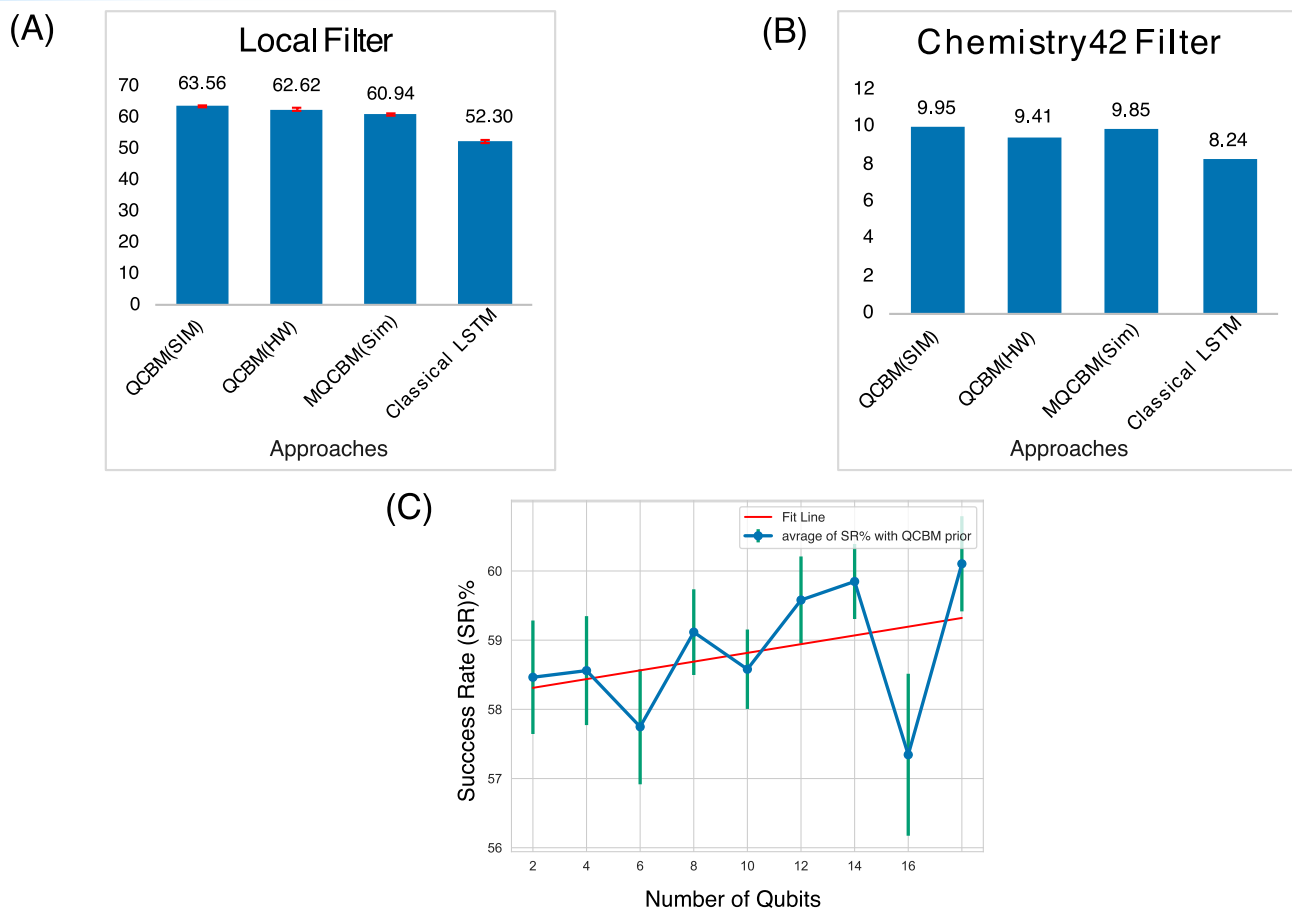 (A)
Local Filter
70
60
50
40
30
20
10
0
63.56
62.62
60.94
52.30
QCBM(SIM)
QCBM(HW)
MQCBM(Sim)
Classical LSTM
Approaches
(B)
Chemistry42 Filter
12
10
8
6
4
2
0
9.95
9.41
9.85
8.24
QCBM(SIM)
QCBM(HW)
MQCBM(Sim)
Classical LSTM
Approaches
(C)
Succcess Rate (SR)%
60
59
58
57
56
Fit Line
avrage of SR% with QCBM prior
2 4 6 8 10 12 14 16
Number of Qubits